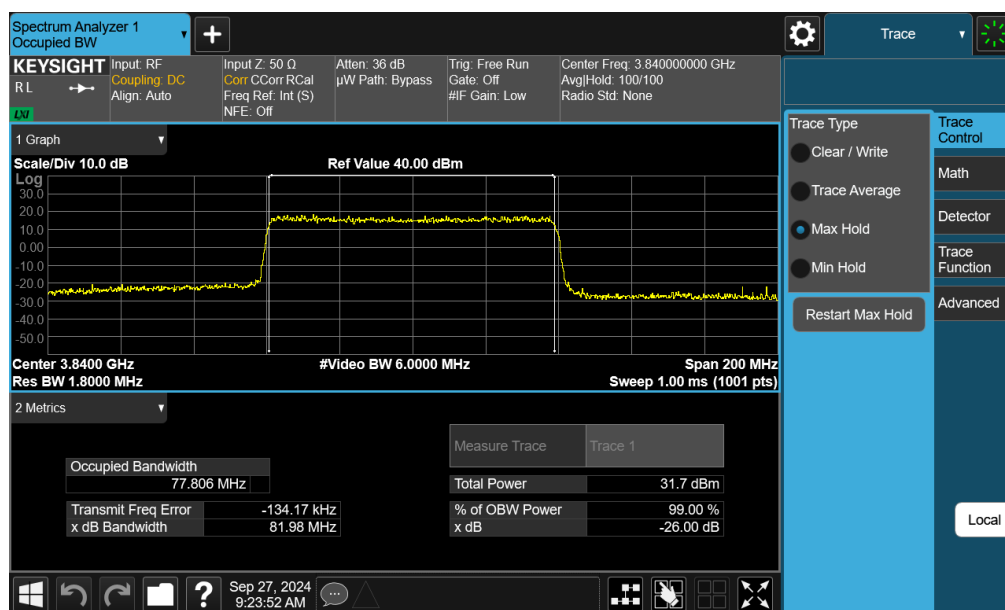 Spectrum Analyzer 1
Occupied BW
Trace
KEYSIGHT
R L
LXI
Input: RF
Coupling: DC
Align: Auto
Input Z: 50 Ω
Corr CCorr RCal
Freq Ref: Int (S)
NFE: Off
Atten: 36 dB
µW Path: Bypass
Trig: Free Run
Gate: Off
#IF Gain: Low
Center Freq: 3.840000000 GHz
Avg|Hold: 100/100
Radio Std: None
1 Graph
Scale/Div 10.0 dB
Ref Value 40.00 dBm
Log
30.0
20.0
10.0
0.00
-10.0
-20.0
-30.0
-40.0
-50.0
Center 3.8400 GHz
#Video BW 6.0000 MHz
Span 200 MHz
Res BW 1.8000 MHz
Sweep 1.00 ms (1001 pts)
2 Metrics
Measure Trace
Trace 1
Occupied Bandwidth
77.806 MHz
Total Power
31.7 dBm
Transmit Freq Error
-134.17 kHz
% of OBW Power
99.00 %
x dB Bandwidth
81.98 MHz
x dB
-26.00 dB
Trace Type
Clear / Write
Trace Average
Max Hold
Min Hold
Restart Max Hold
Trace
Control
Math
Detector
Trace
Function
Advanced
Local
?
Sep 27, 2024
9:23:52 AM